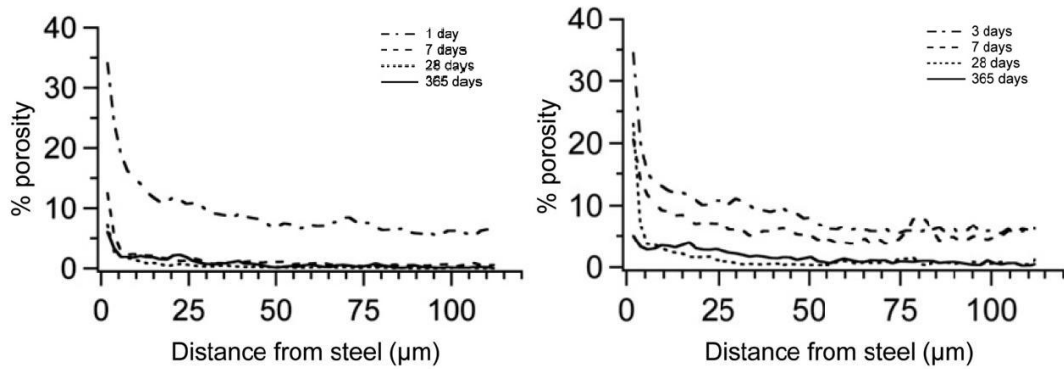 40
30
20
10
0
% porosity
1 day
7 days
28 days
365 days
0 25 50 75 100
Distance from steel (μm)
40
30
20
10
0
% porosity
3 days
7 days
28 days
365 days
0 25 50 75 100
Distance from steel (μm)